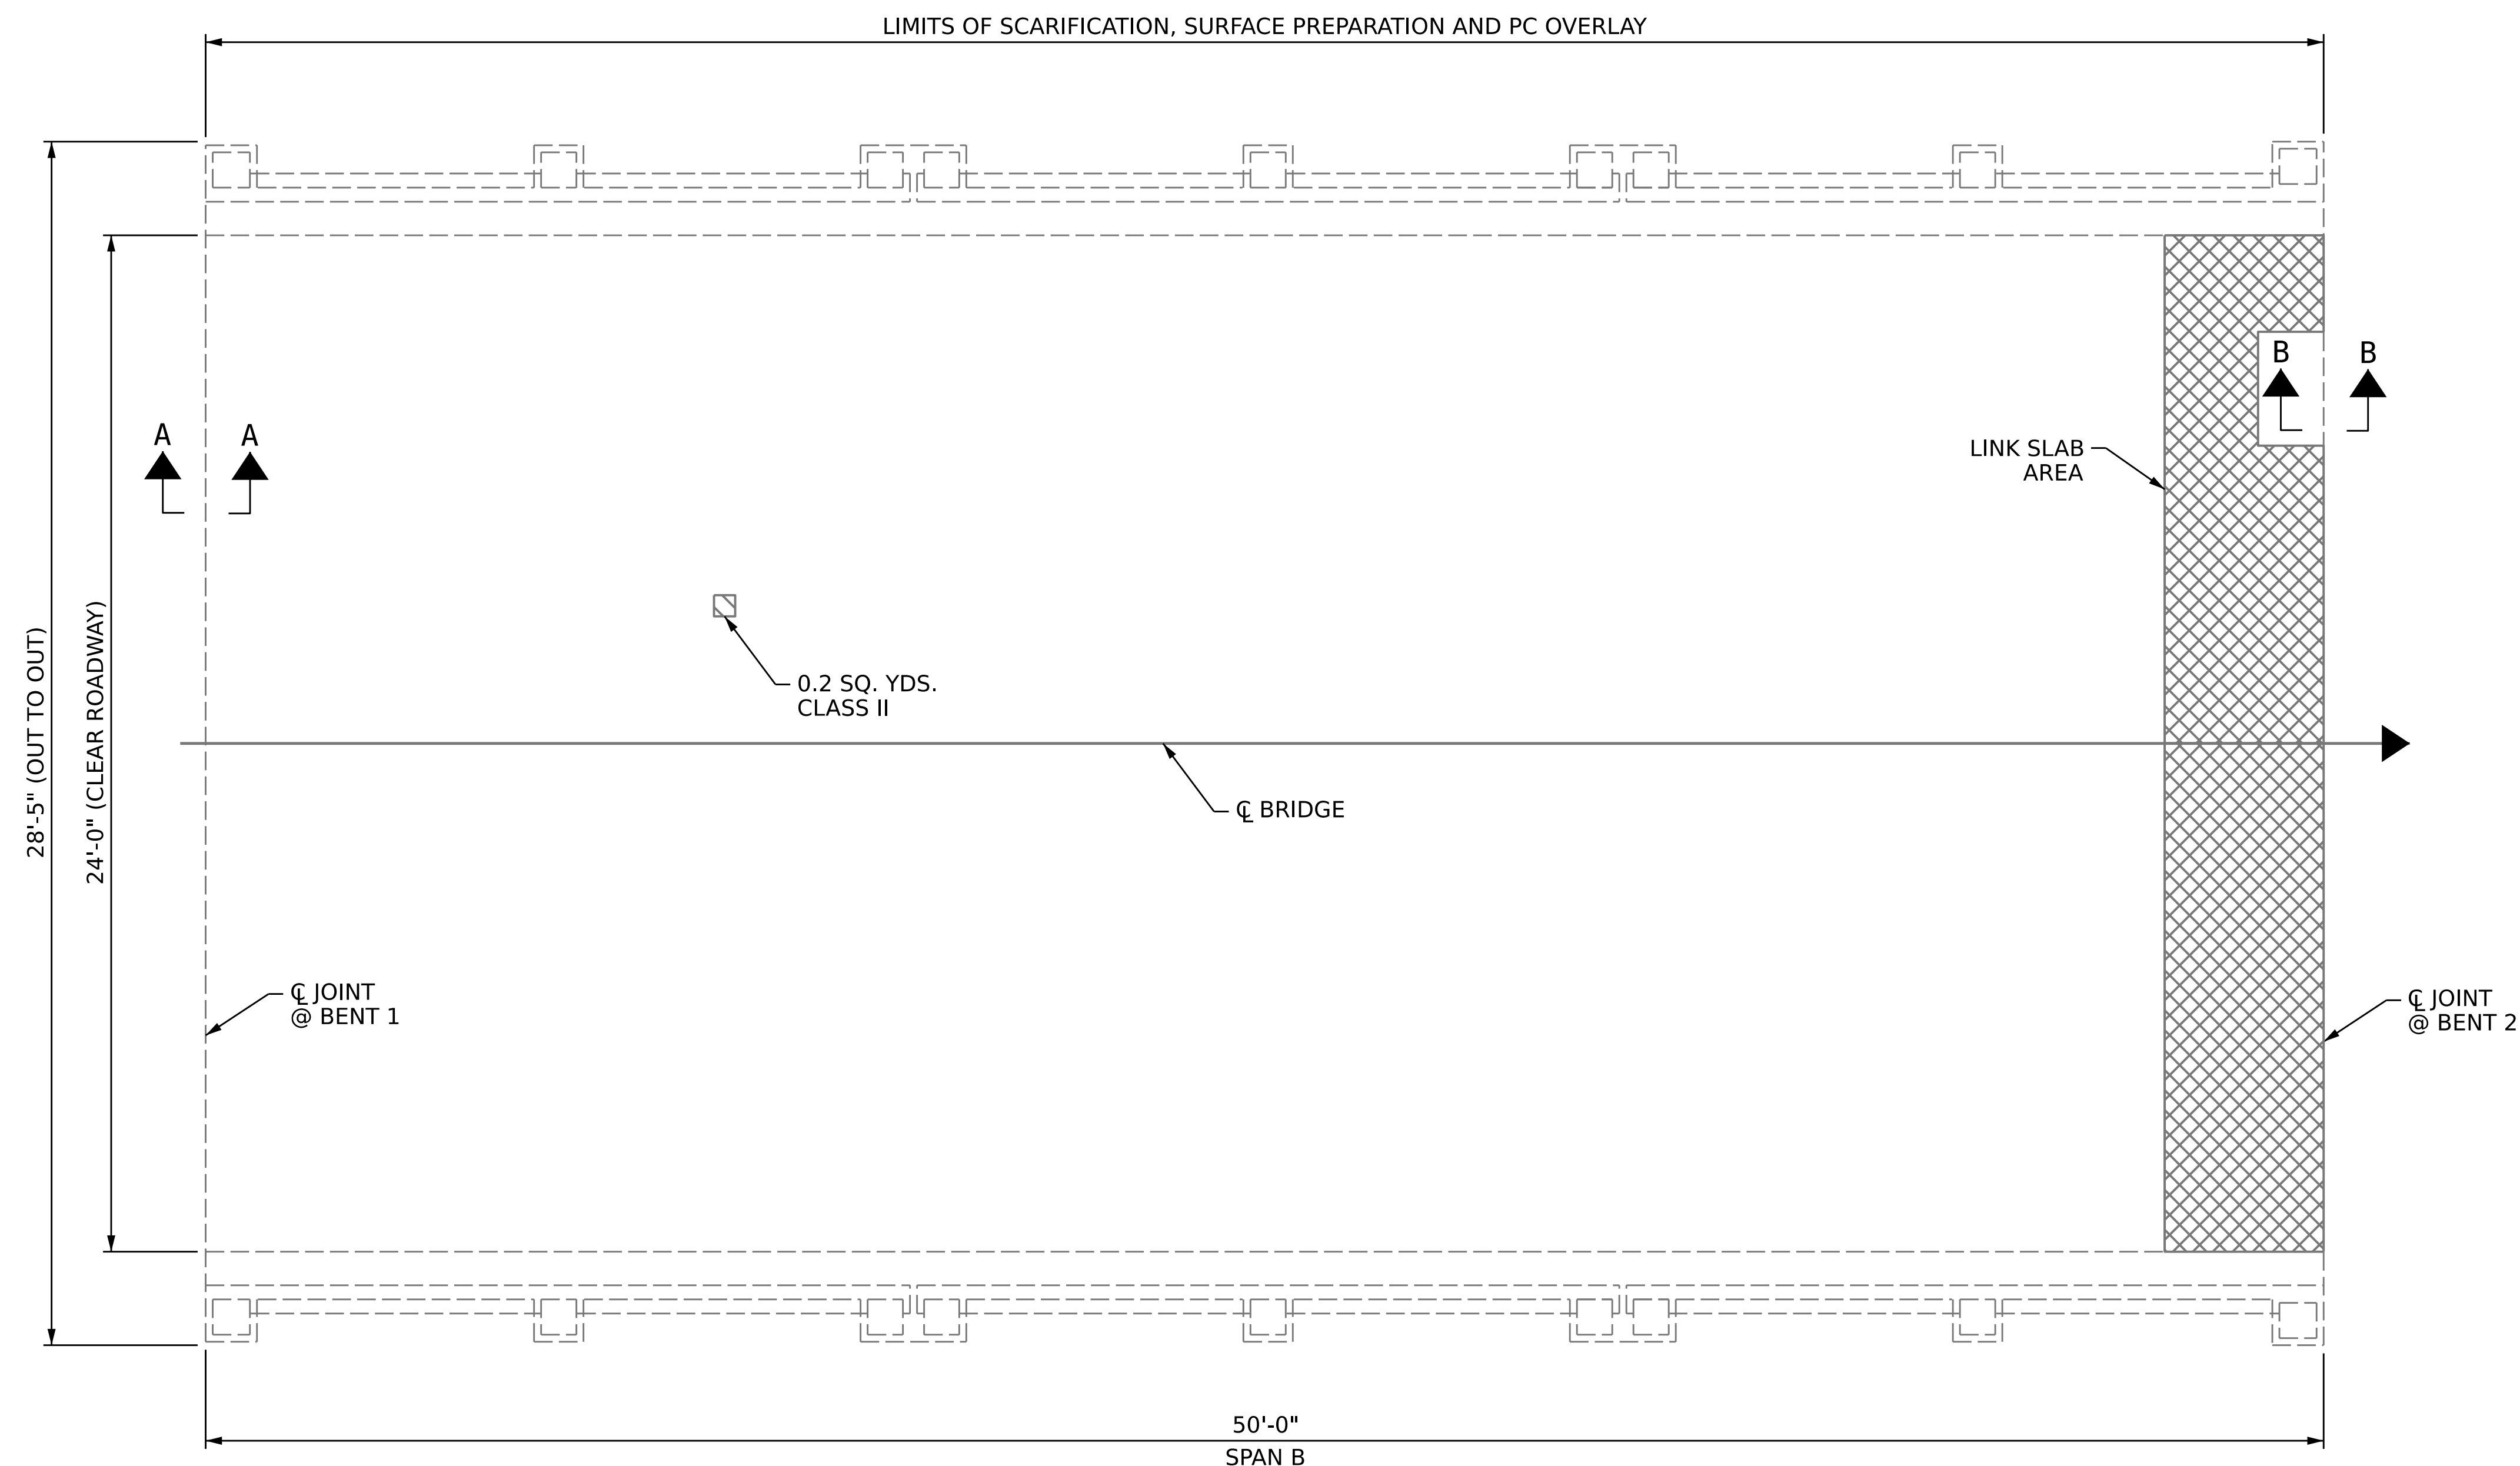 LIMITS OF SCARIFICATION, SURFACE PREPARATION AND PC OVERLAY
B
B
A
A
LINK SLAB
AREA
0.2 SQ. YDS.
CLASS II
28'-5" (OUT TO OUT)
24'-0" (CLEAR ROADWAY)
℄ BRIDGE
℄ JOINT
@ BENT 1
℄ JOINT
@ BENT 2
50'-0"
SPAN B